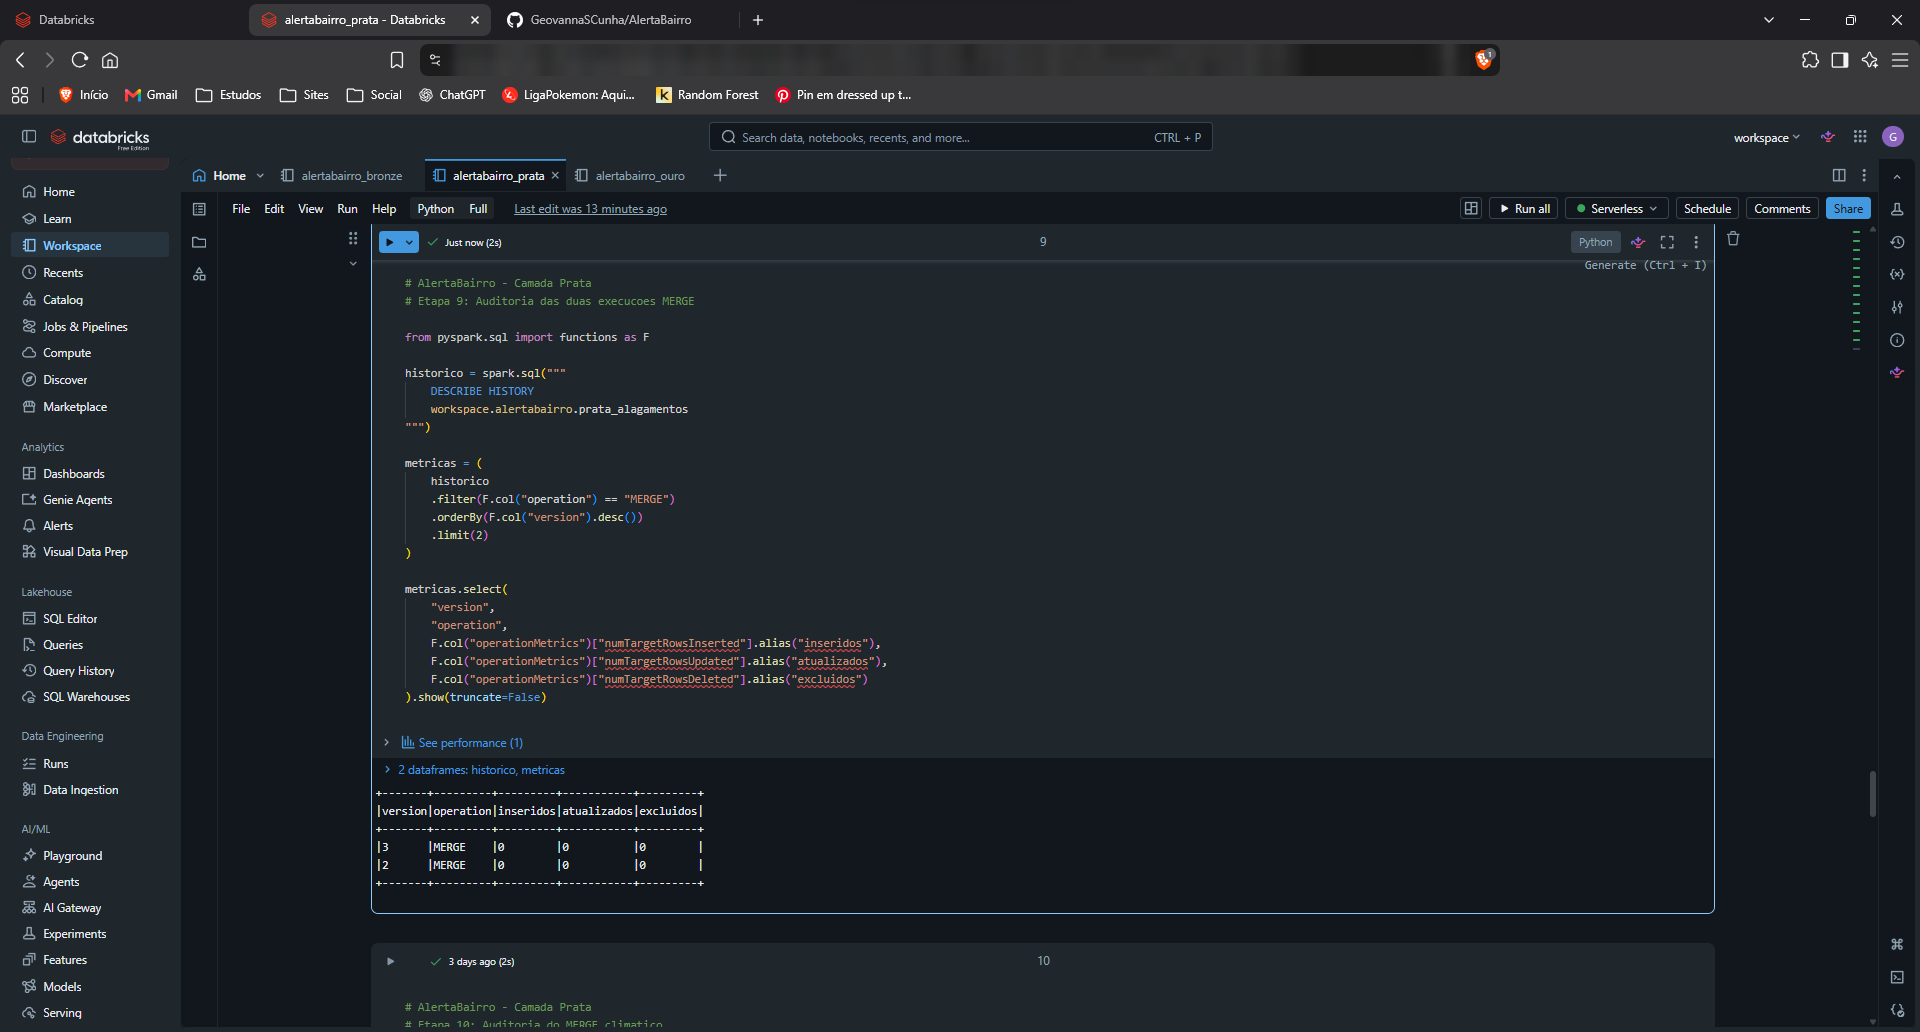 Databricks
alertabairro_prata - Databricks
GeovannaSCunha/AlertaBairro
1
Início
Gmail
Estudos
Sites
Social
ChatGPT
LigaPokemon: Aqui...
Random Forest
Pin em dressed up t...
databricks
Free Edition
Search data, notebooks, recents, and more...
CTRL + P
workspace
G
Home
Learn
Workspace
Recents
Catalog
Jobs & Pipelines
Compute
Discover
Marketplace
Analytics
Dashboards
Genie Agents
Alerts
Visual Data Prep
Lakehouse
SQL Editor
Queries
Query History
SQL Warehouses
Data Engineering
Runs
Data Ingestion
AI/ML
Playground
Agents
AI Gateway
Experiments
Features
Models
Serving
Home
alertabairro_bronze
alertabairro_prata
alertabairro_ouro
File
Edit
View
Run
Help
Python
Full
Last edit was 13 minutes ago
Run all
Serverless
Schedule
Comments
Share
Just now (2s)
9
Python
Generate (Ctrl + I)
# AlertaBairro - Camada Prata
# Etapa 9: Auditoria das duas execucoes MERGE
from pyspark.sql import functions as F
historico = spark.sql("""
DESCRIBE HISTORY
workspace.alertabairro.prata_alagamentos
""")
metricas = (
historico
.filter(F.col("operation") == "MERGE")
.orderBy(F.col("version").desc())
.limit(2)
)
metricas.select(
"version",
"operation",
F.col("operationMetrics")["numTargetRowsInserted"].alias("inseridos"),
F.col("operationMetrics")["numTargetRowsUpdated"].alias("atualizados"),
F.col("operationMetrics")["numTargetRowsDeleted"].alias("excluidos")
).show(truncate=False)
See performance (1)
2 dataframes: historico, metricas
+-------+---------+---------+-----------+---------+
|version|operation|inseridos|atualizados|excluidos|
+-------+---------+---------+-----------+---------+
|3      |MERGE    |0        |0          |0        |
|2      |MERGE    |0        |0          |0        |
+-------+---------+---------+-----------+---------+
3 days ago (2s)
10
# AlertaBairro - Camada Prata
# Etapa 10: Auditoria do MERGE climatico